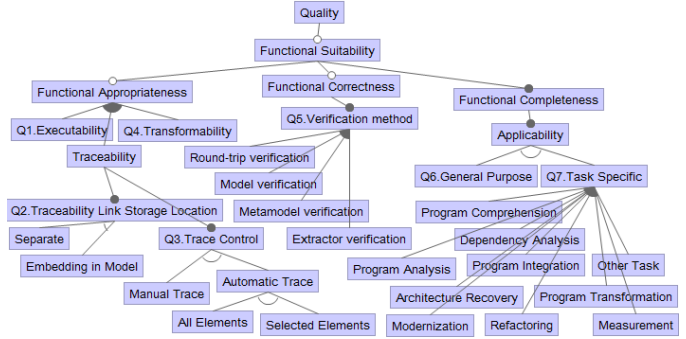 Quality
Functional Suitability
Functional Appropriateness
Functional Correctness
Functional Completeness
Q1.Executability
Q4.Transformability
Q5.Verification method
Applicability
Traceability
Round-trip verification
Q6.General Purpose
Q7.Task Specific
Model verification
Q2.Traceability Link Storage Location
Metamodel verification
Program Comprehension
Separate
Q3.Trace Control
Extractor verification
Dependency Analysis
Embedding in Model
Program Analysis
Program Integration
Other Task
Manual Trace
Automatic Trace
Architecture Recovery
Program Transformation
All Elements
Selected Elements
Modernization
Refactoring
Measurement